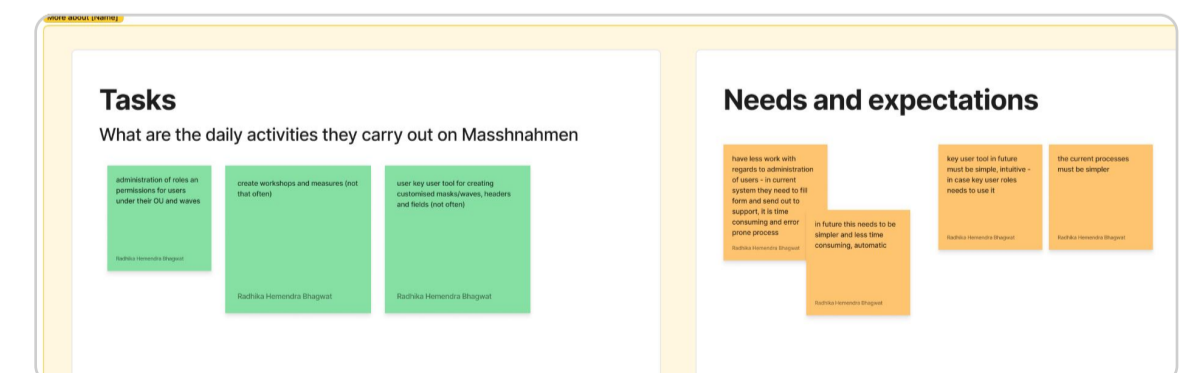 More about [Name]
Tasks
What are the daily activities they carry out on Masshnahmen
administration of roles an
permissions for users
under their OU and waves
Radhika Hemendra Bhagwat
create workshops and measures (not
that often)
Radhika Hemendra Bhagwat
user key user tool for creating
customised masks/waves, headers
and fields (not often)
Radhika Hemendra Bhagwat
Needs and expectations
have less work with
regards to administration
of users - in current
system they need to fill
form and send out to
support, it is time
consuming and error
prone process
Radhika Hemendra Bhagwat
in future this needs to be
simpler and less time
consuming, automatic
Radhika Hemendra Bhagwat
key user tool in future
must be simple, intuitive -
in case key user roles
needs to use it
Radhika Hemendra Bhagwat
the current processes
must be simpler
Radhika Hemendra Bhagwat